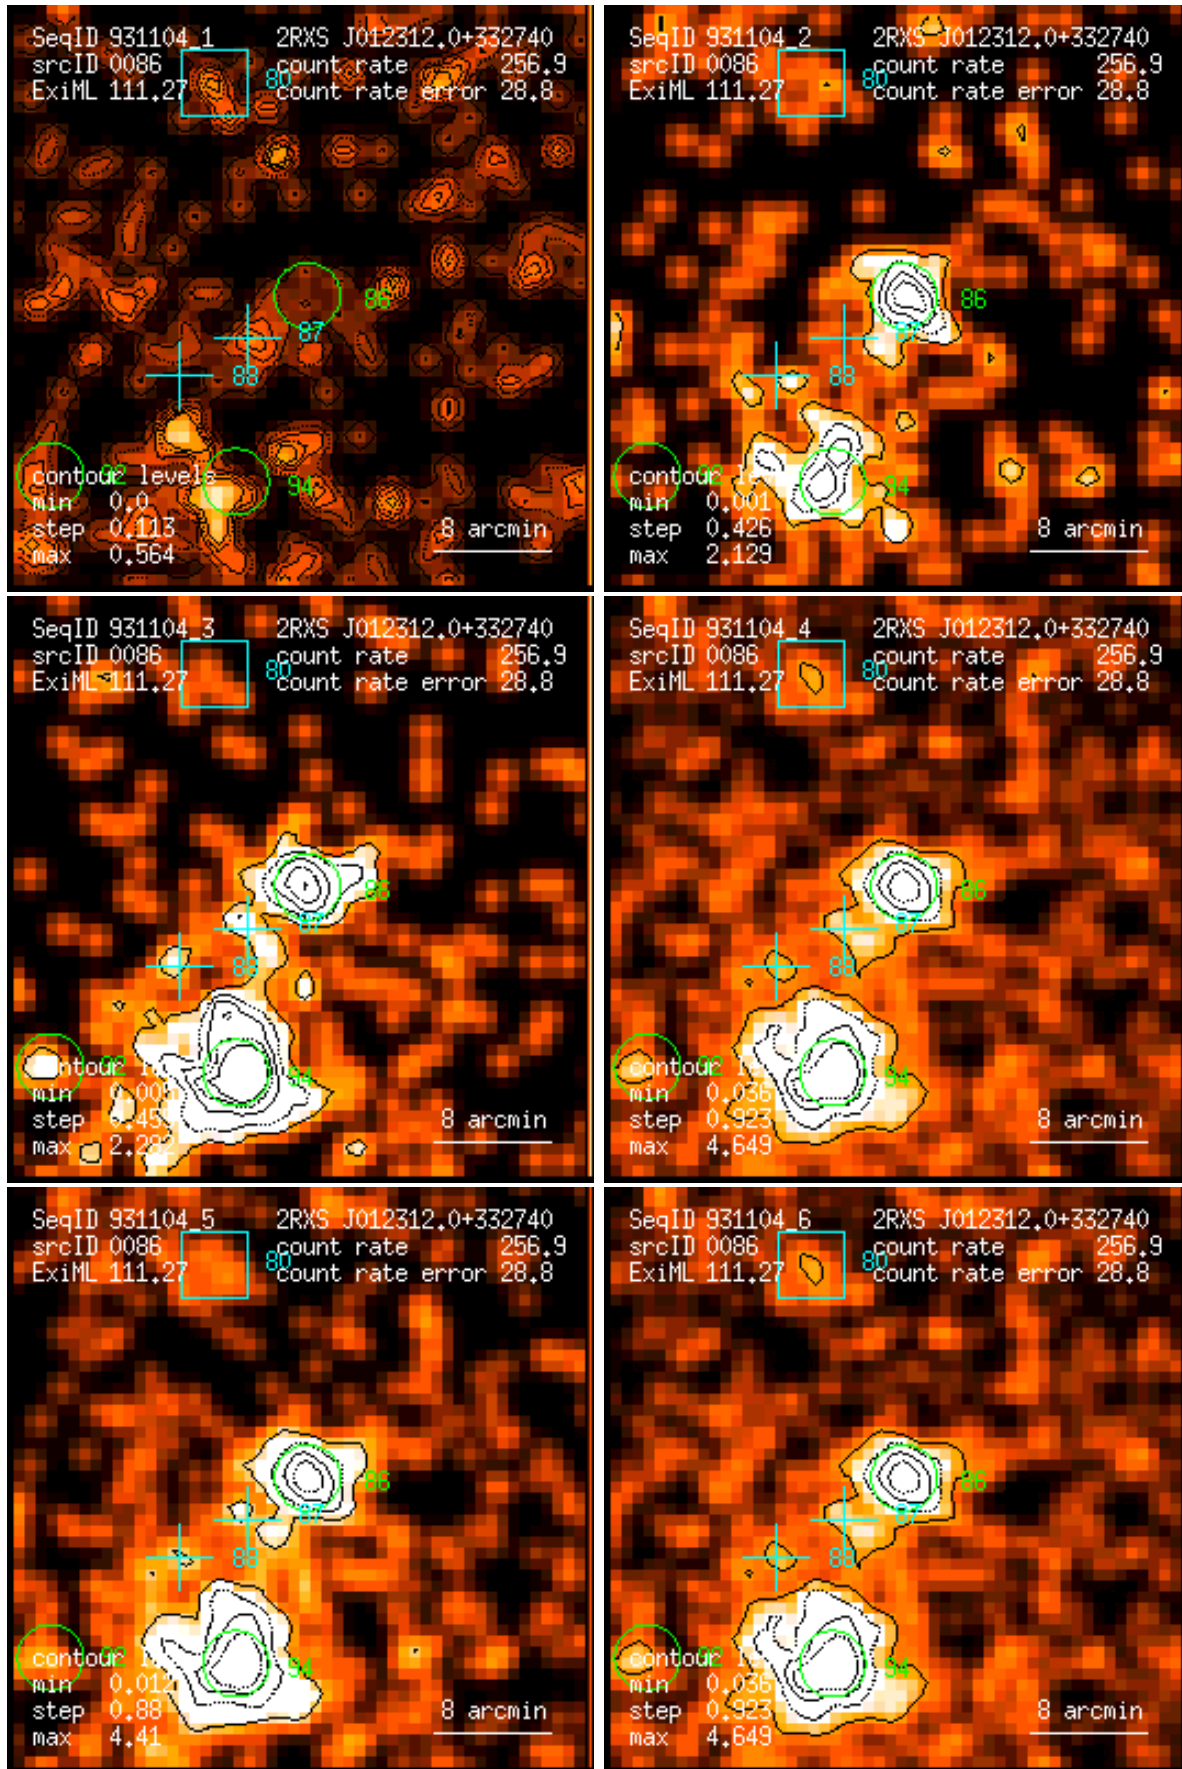 SeqID 931104_1 2RXS J012312.0+332740
srcID 0086 count rate 256.9
ExiML 111.27 80 count rate error 28.8
86
87
88
contour levels 92 94
min 0.0
step 0.113 8 arcmin
max 0.564
SeqID 931104_2 2RXS J012312.0+332740
srcID 0086 count rate 256.9
ExiML 111.27 80 count rate error 28.8
86
87
88
contour 92 94
min 0.001
step 0.426 8 arcmin
max 2.129
SeqID 931104_3 2RXS J012312.0+332740
srcID 0086 count rate 256.9
ExiML 111.27 80 count rate error 28.8
86
87
88
contour 92 94
min
step 8 arcmin
max
SeqID 931104_4 2RXS J012312.0+332740
srcID 0086 count rate 256.9
ExiML 111.27 80 count rate error 28.8
86
87
88
contour 92 94
min 0.036
step 0.923 8 arcmin
max 4.649
SeqID 931104_5 2RXS J012312.0+332740
srcID 0086 count rate 256.9
ExiML 111.27 80 count rate error 28.8
86
87
88
contour 94
min 0.012
step 0.88 8 arcmin
max 4.41
SeqID 931104_6 2RXS J012312.0+332740
srcID 0086 count rate 256.9
ExiML 111.27 80 count rate error 28.8
86
87
88
contour 92 94
min 0.036
step 0.923 8 arcmin
max 4.649